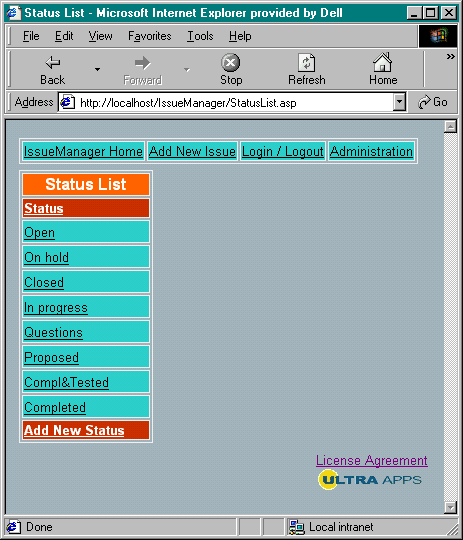 Status List - Microsoft Internet Explorer provided by Dell
File Edit View Favorites Tools Help
Back Forward Stop Refresh Home »
Address http://localhost/IssueManager/StatusList.asp Go
IssueManager Home Add New Issue Login / Logout Administration
Status List
Status
Open
On hold
Closed
In progress
Questions
Proposed
Compl&Tested
Completed
Add New Status
License Agreement
ULTRA APPS
Done Local intranet